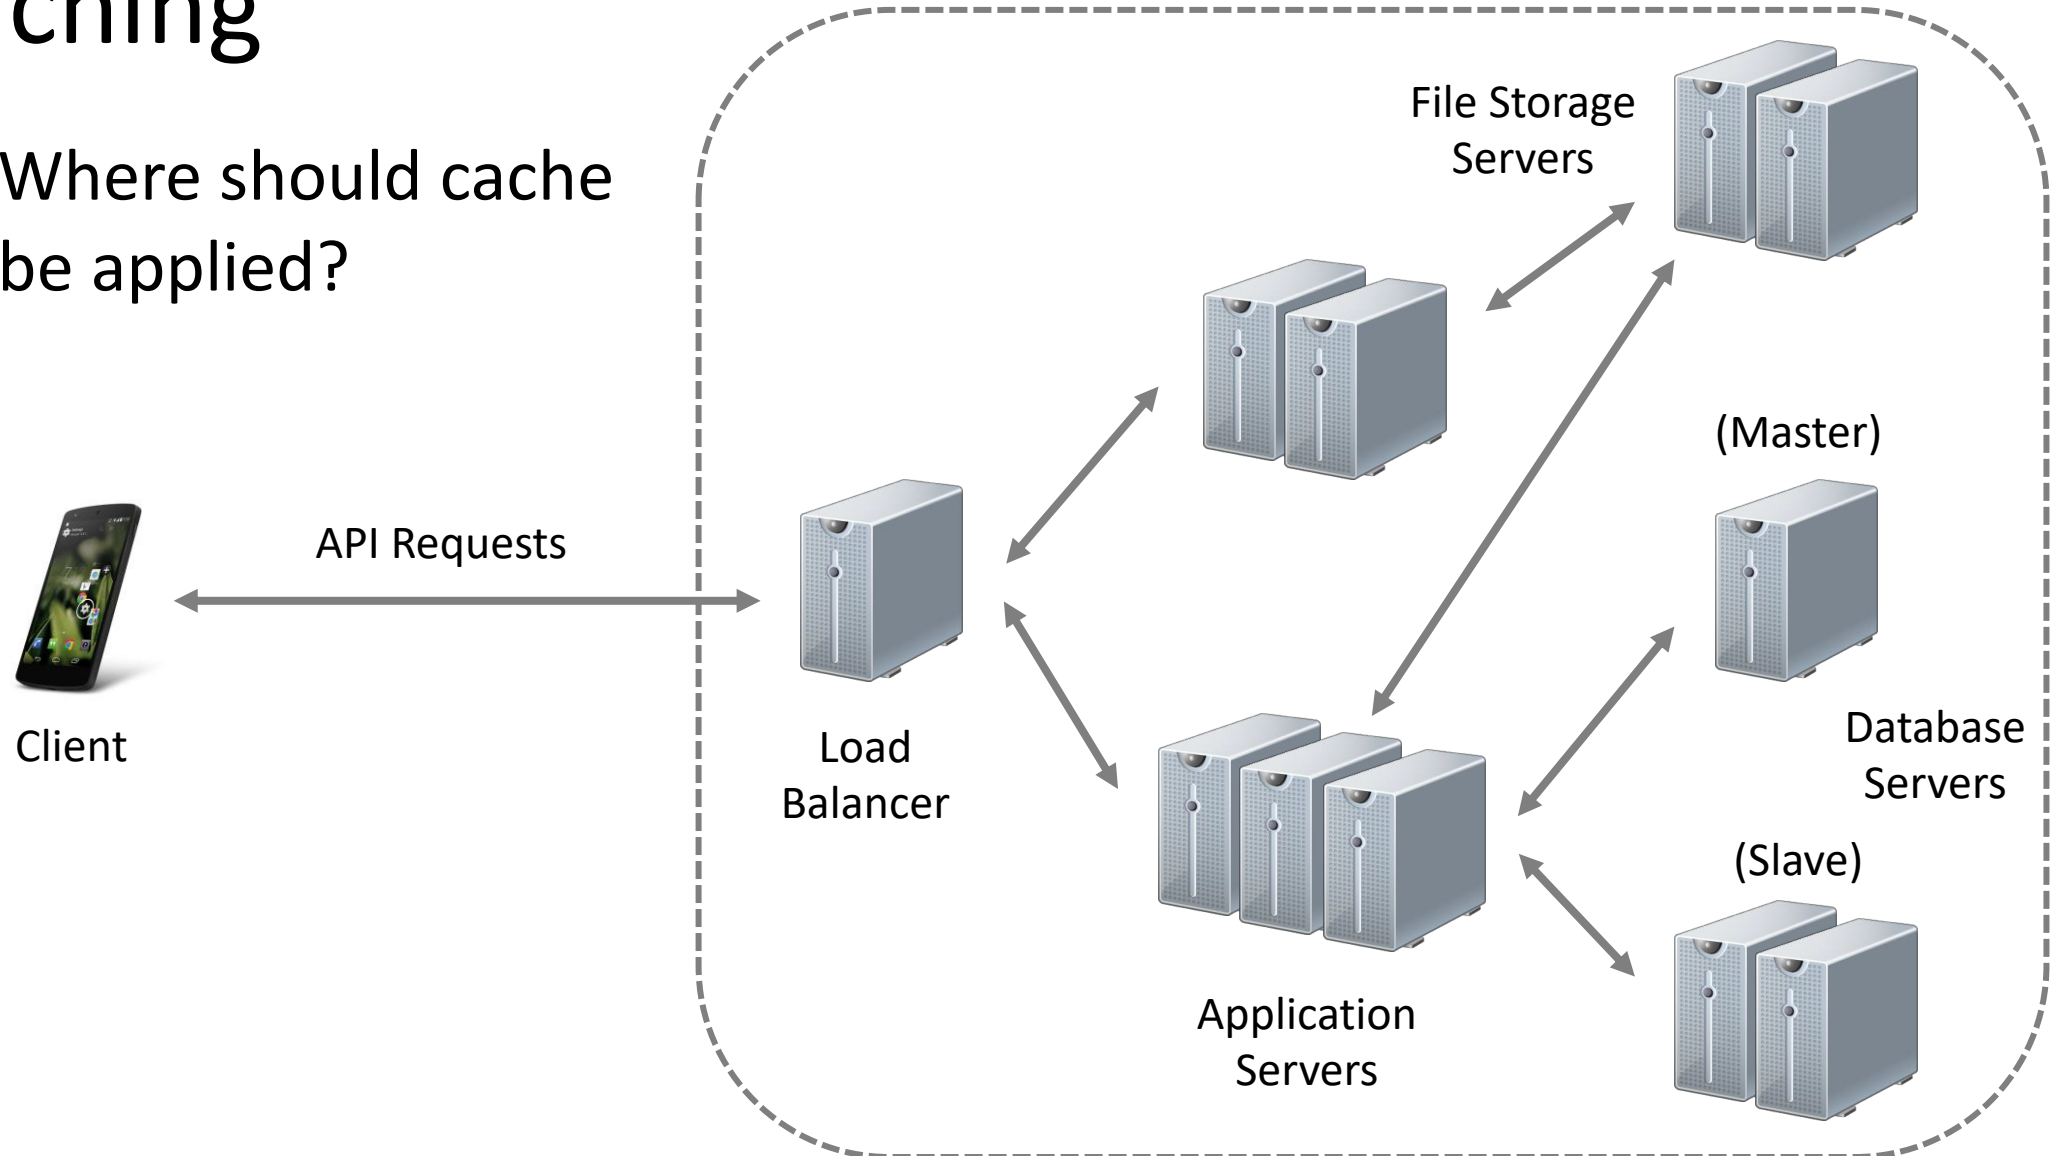 ching
Where should cache
be applied?
File Storage
Servers
(Master)
API Requests
Client
Load
Balancer
Database
Servers
(Slave)
Application
Servers